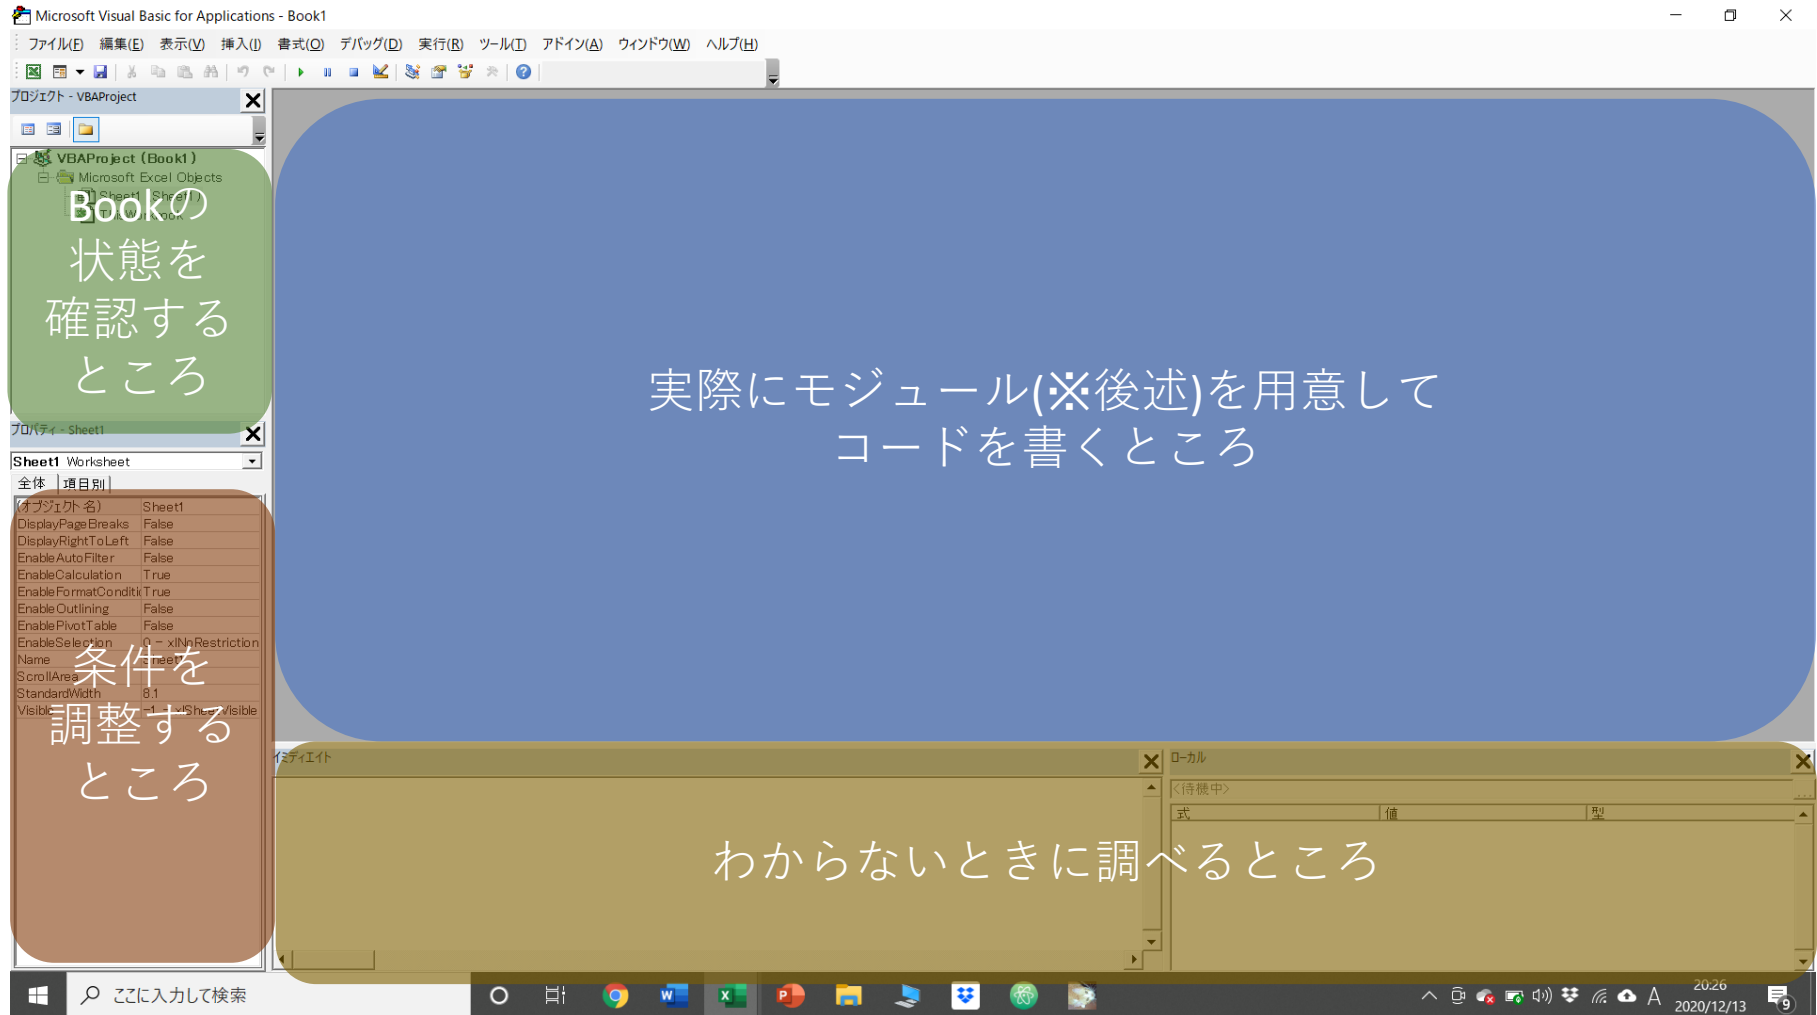 Microsoft Visual Basic for Applications - Book1
ファイル(F) 編集(E) 表示(V) 挿入(I) 書式(O) デバッグ(D) 実行(R) ツール(T) アドイン(A) ウィンドウ(W) ヘルプ(H)
プロジェクト - VBAProject
VBAProject (Book1)
Microsoft Excel Objects
Sheet1 (Sheet1)
ThisWorkbook
Bookの
状態を
確認する
ところ
プロパティ - Sheet1
Sheet1 Worksheet
全体 項目別
(オブジェクト名) Sheet1
DisplayPageBreaks False
DisplayRightToLeft False
EnableAutoFilter False
EnableCalculation True
EnableFormatConditi True
EnableOutlining False
EnablePivotTable False
EnableSelection 0 - xlNoRestriction
Name Sheet1
ScrollArea
StandardWidth 8.1
Visible -1 - xlSheetVisible
条件を
調整する
ところ
実際にモジュール(※後述)を用意して
コードを書くところ
イミディエイト
ローカル
<待機中>
...
式 値 型
わからないときに調べるところ
ここに入力して検索
A
20:26
2020/12/13
9